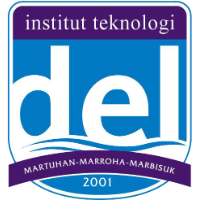 institut teknologi
del
MARTUHAN-MARROHA-MARBISUK
2001